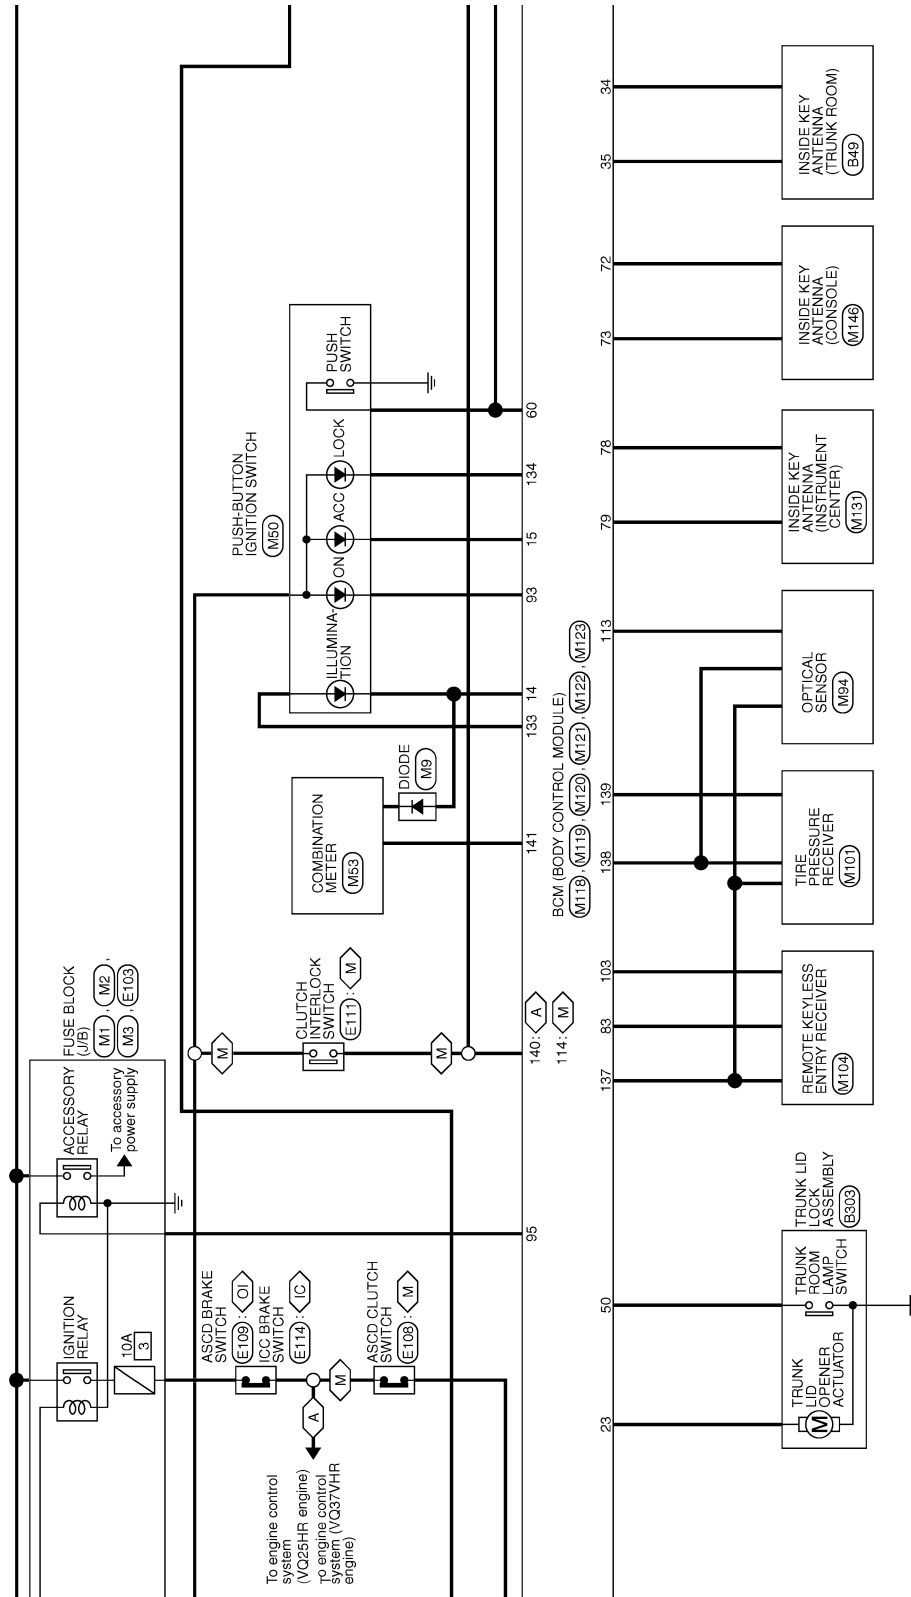 IGNITION
RELAY
10A
3
ACCESSORY
RELAY
To accessory
power supply
FUSE BLOCK
(J/B)
M1 , M2 ,
M3 , E103
ASCD BRAKE
SWITCH
E109 : OI
ICC BRAKE
SWITCH
E114 : IC
ASCD CLUTCH
SWITCH
E108 : M
M
A
To engine control
system
(VQ25HR engine)
To engine control
system (VQ37VHR
engine)
M
CLUTCH
INTERLOCK
SWITCH
E111 : M
M
COMBINATION
METER
M53
DIODE
M9
PUSH-BUTTON
IGNITION SWITCH
M50
ILLUMINA-
TION
ON
ACC
LOCK
PUSH
SWITCH
95
140: A
114: M
141
133
14
93
15
134
60
BCM (BODY CONTROL MODULE)
M118 , M119 , M120 , M121 , M122 , M123
23
50
137
83
103
138
139
113
79
78
73
72
35
34
TRUNK
LID
OPENER
ACTUATOR
M
TRUNK
ROOM
LAMP
SWITCH
TRUNK LID
LOCK
ASSEMBLY
B303
REMOTE KEYLESS
ENTRY RECEIVER
M104
TIRE
PRESSURE
RECEIVER
M101
OPTICAL
SENSOR
M94
INSIDE KEY
ANTENNA
(INSTRUMENT
CENTER)
M131
INSIDE KEY
ANTENNA
(CONSOLE)
M146
INSIDE KEY
ANTENNA
(TRUNK ROOM)
B49